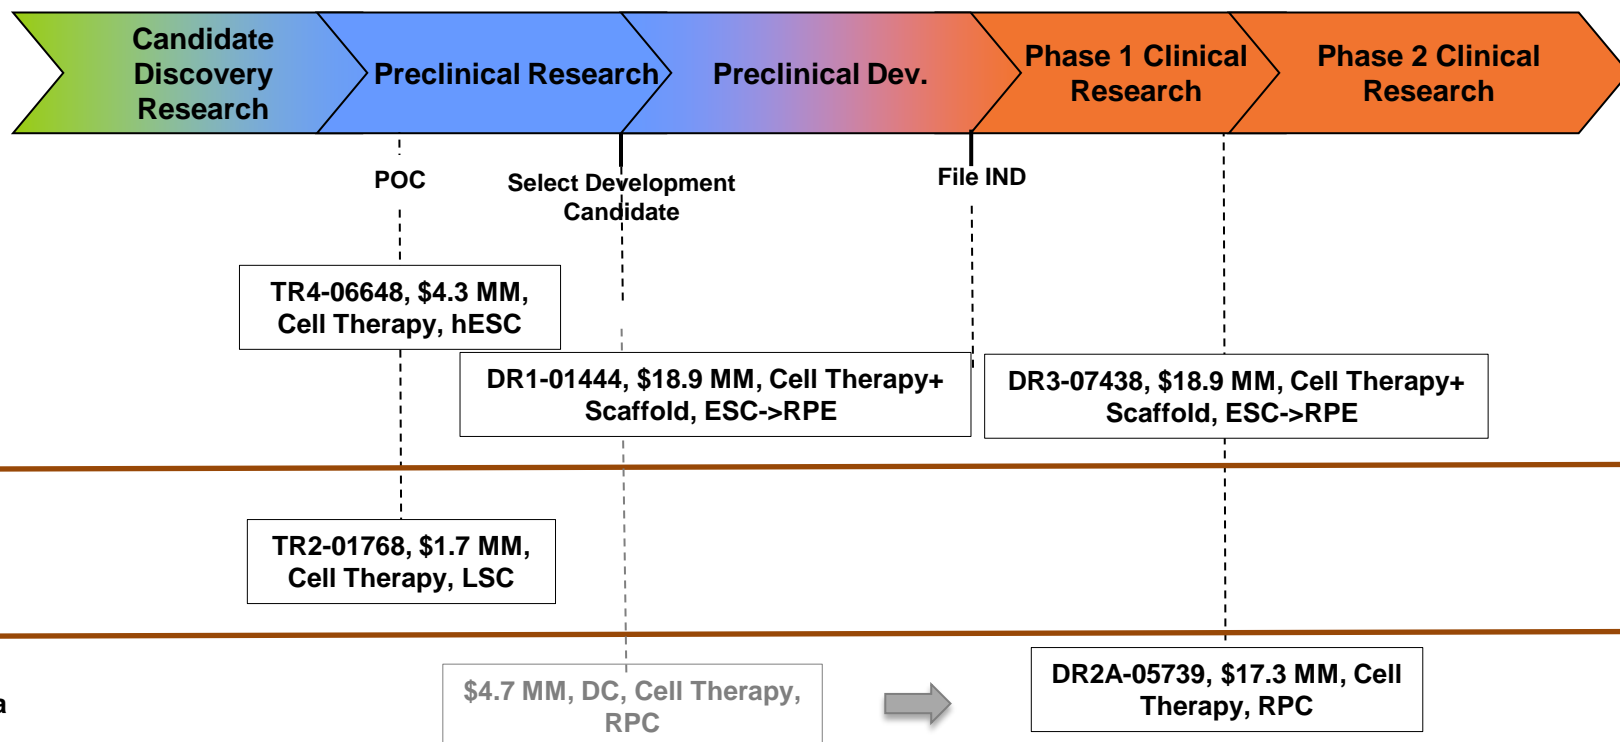 Candidate
Discovery
Research
Preclinical Research
Preclinical Dev.
Phase 1 Clinical
Research
Phase 2 Clinical
Research
POC
Select Development
Candidate
File IND
TR4-06648, $4.3 MM,
Cell Therapy, hESC
DR1-01444, $18.9 MM, Cell Therapy+
Scaffold, ESC->RPE
DR3-07438, $18.9 MM, Cell Therapy+
Scaffold, ESC->RPE
TR2-01768, $1.7 MM,
Cell Therapy, LSC
a
$4.7 MM, DC, Cell Therapy,
RPC
DR2A-05739, $17.3 MM, Cell
Therapy, RPC